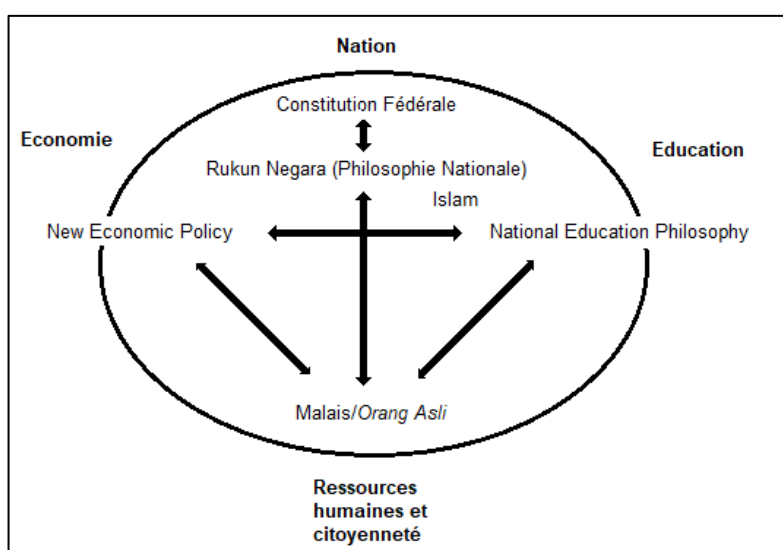 Nation
Constitution Fédérale
Economie
Education
Rukun Negara (Philosophie Nationale)
Islam
New Economic Policy
National Education Philosophy
Malais/Orang Asli
Ressources
humaines et
citoyenneté